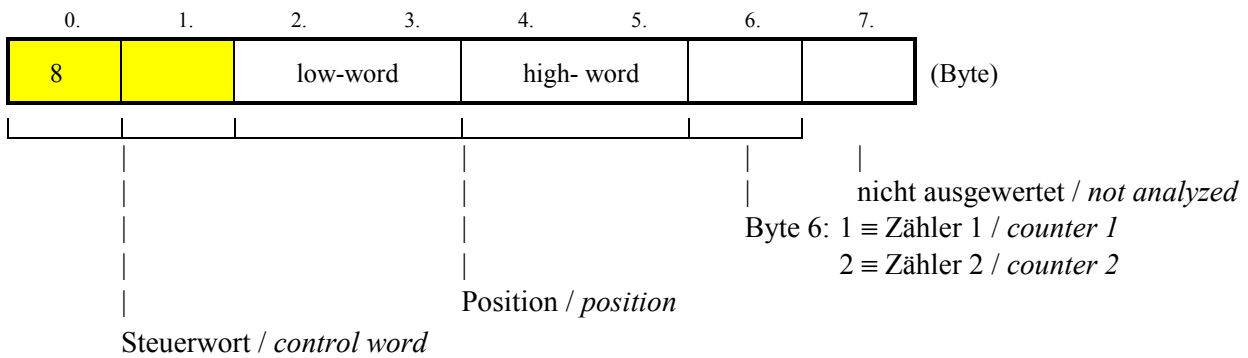 0. 1. 2. 3. 4. 5. 6. 7.
8 low-word high- word (Byte)
nicht ausgewertet / not analyzed
Byte 6: 1 ≡ Zähler 1 / counter 1
2 ≡ Zähler 2 / counter 2
Position / position
Steuerwort / control word